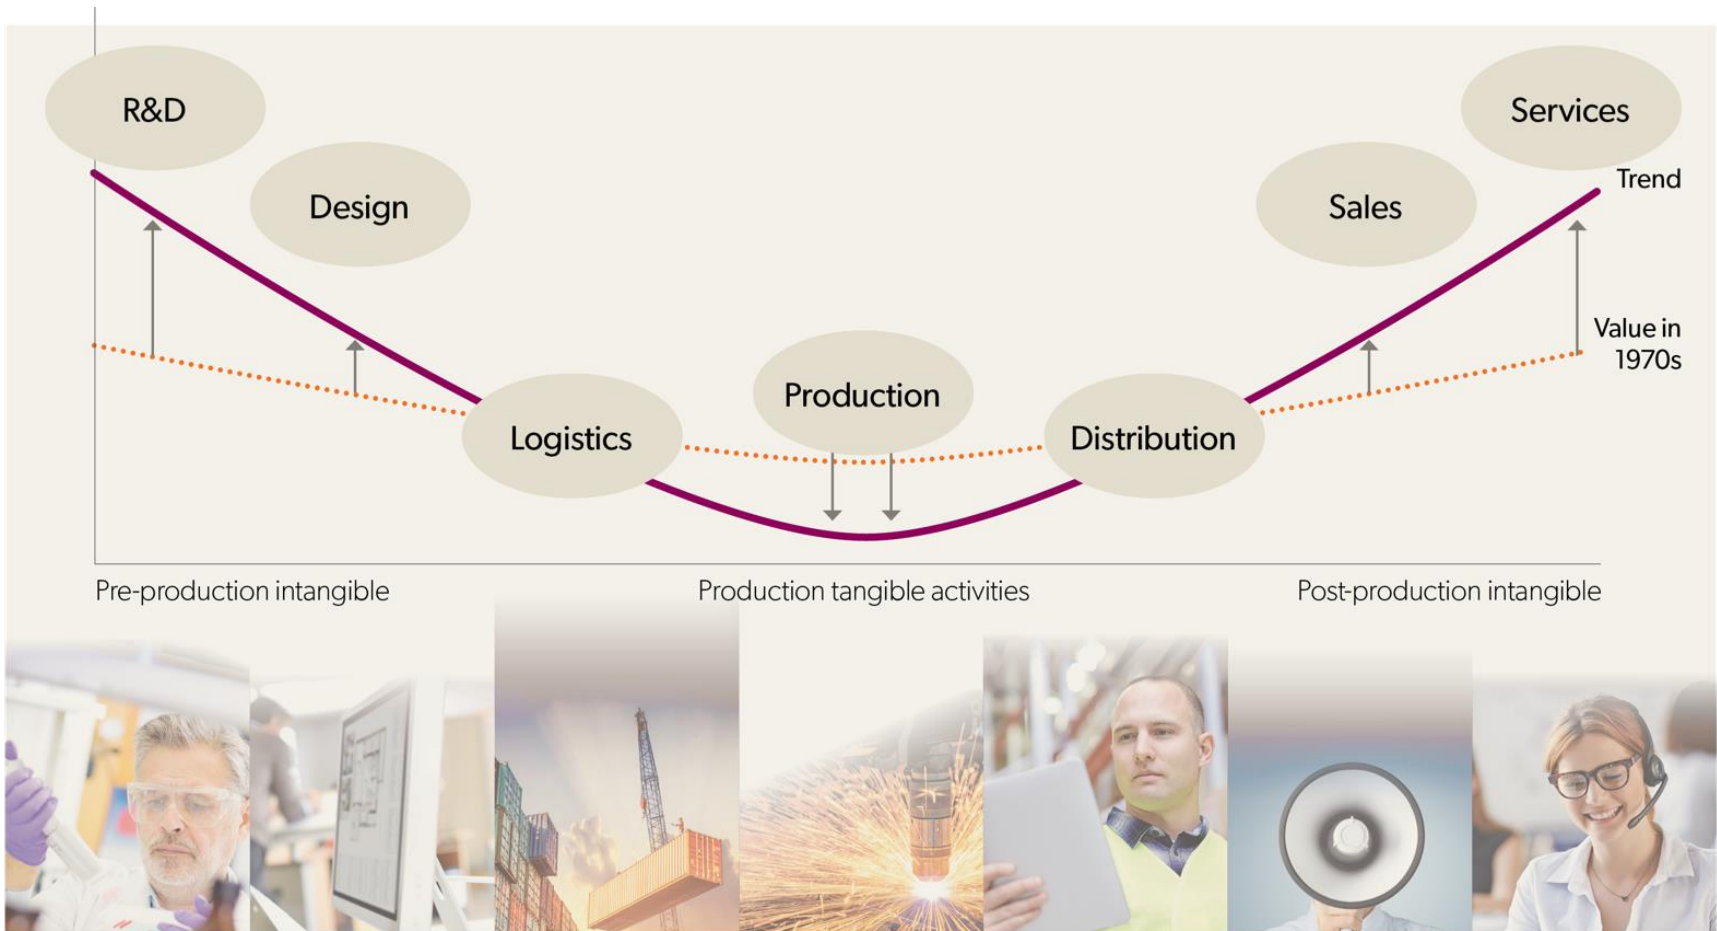 R&D
Services
Design
Sales
Trend
Value in
1970s
Production
Logistics
Distribution
Pre-production intangible
Production tangible activities
Post-production intangible